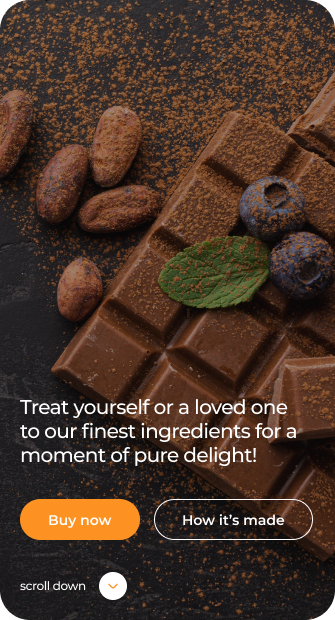 Treat yourself or a loved one
to our finest ingredients for a
moment of pure delight!
Buy now
How it's made
scroll down